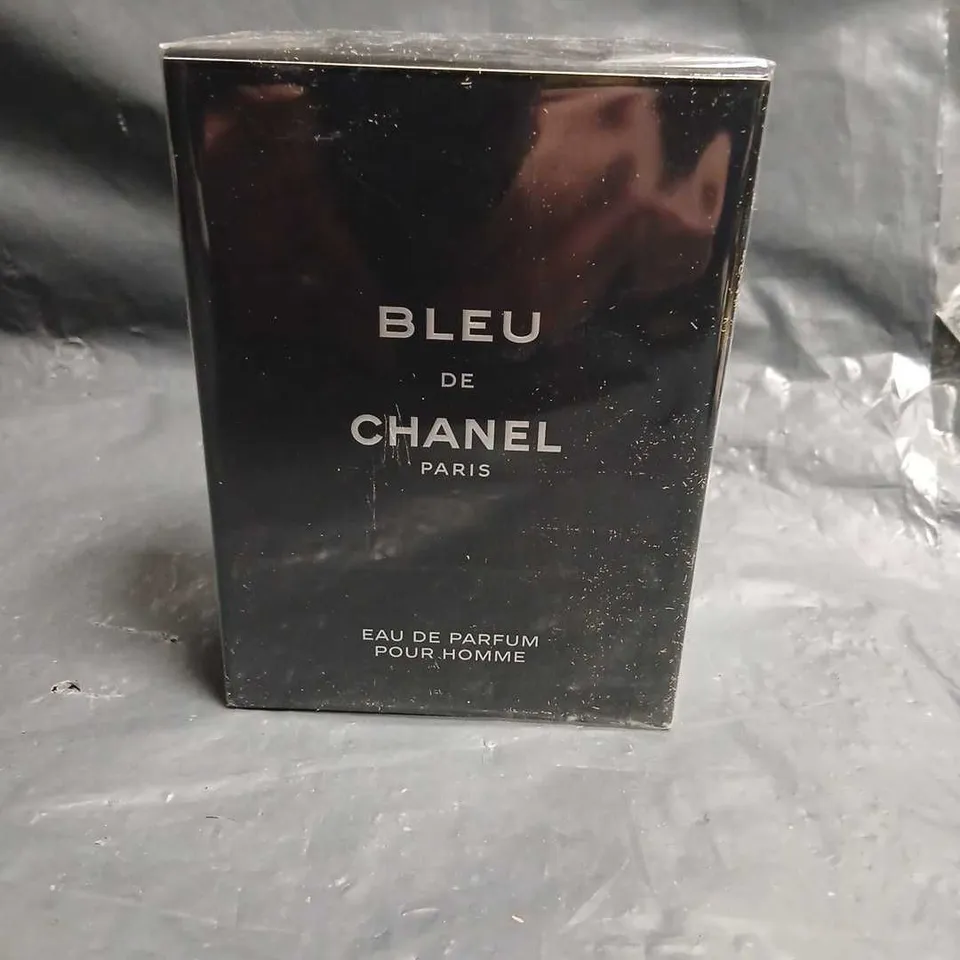 BLEU
DE
CHANEL
PARIS
EAU DE PARFUM
POUR HOMME